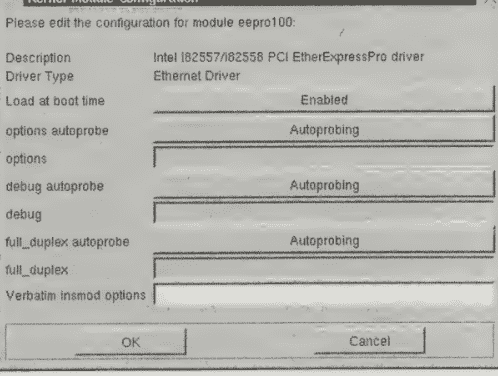 Kernel Module Configuration
Please edit the configuration for module eepro100:
Description Intel I82557/I82558 PCI EtherExpressPro driver
Driver Type Ethernet Driver
Load at boot time Enabled
options autoprobe Autoprobing
options
debug autoprobe Autoprobing
debug
full_duplex autoprobe Autoprobing
full_duplex
Verbatim insmod options
OK Cancel